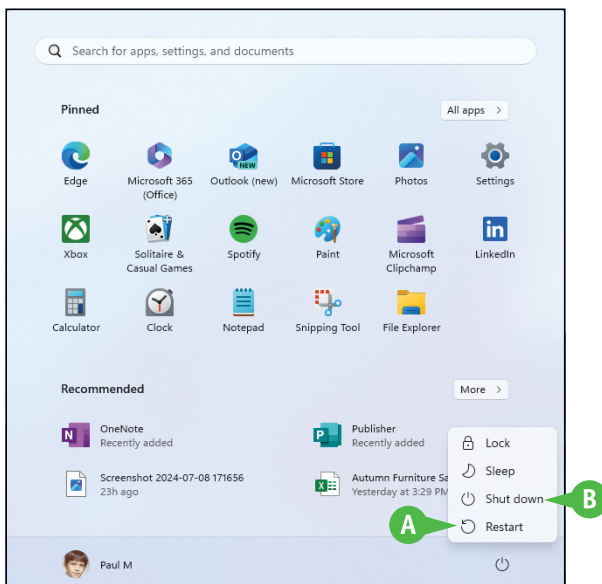 Search for apps, settings, and documents
Pinned
All apps >
Edge
Microsoft 365
(Office)
Outlook (new)
NEW
Microsoft Store
Photos
Settings
Xbox
Solitaire &
Casual Games
Spotify
Paint
Microsoft
Clipchamp
in
LinkedIn
Calculator
Clock
Notepad
Snipping Tool
File Explorer
Recommended
More >
N
OneNote
Recently added
P
Publisher
Recently added
Screenshot 2024-07-08 171656
23h ago
Autumn Furniture Sa
Yesterday at 3:29 PM
Lock
Sleep
Shut down
B
A
Restart
Paul M